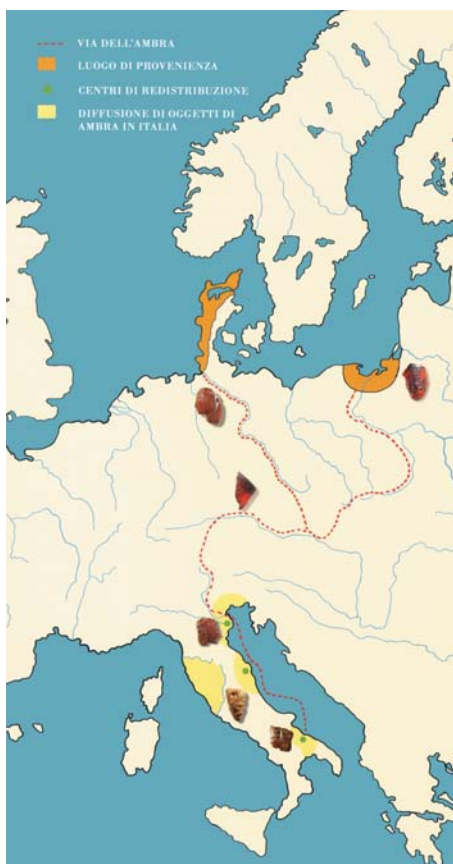 VIA DELL'AMBRA
LUOGO DI PROVENIENZA
CENTRI DI REDISTRIBUZIONE
DIFFUSIONE DI OGGETTI DI
AMBRA IN ITALIA